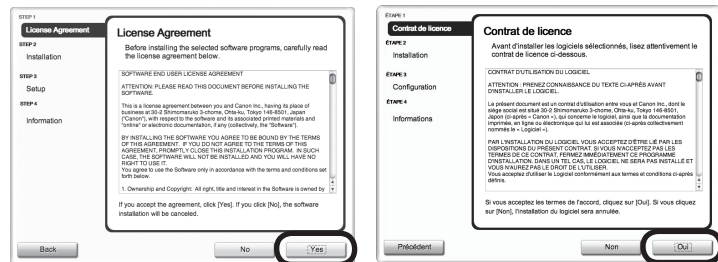 STEP 1
License Agreement
STEP 2
Installation
STEP 3
Setup
STEP 4
Information
License Agreement
Before installing the selected software programs, carefully read
the license agreement below.
SOFTWARE END USER LICENSE AGREEMENT
ATTENTION: PLEASE READ THIS DOCUMENT BEFORE INSTALLING THE
SOFTWARE.
This is a license agreement between you and Canon Inc., having its place of
business at 30-2 Shimomaruko 3-chome, Ohta-ku, Tokyo 146-8501, Japan
("Canon"), with respect to the software and its associated printed materials and
"online" or electronic documentation, if any (collectively, the "Software").
BY INSTALLING THE SOFTWARE YOU AGREE TO BE BOUND BY THE TERMS
OF THIS AGREEMENT. IF YOU DO NOT AGREE TO THE TERMS OF THIS
AGREEMENT, PROMPTLY CLOSE THIS INSTALLATION PROGRAM. IN SUCH
CASE, THE SOFTWARE WILL NOT BE INSTALLED AND YOU WILL HAVE NO
RIGHT TO USE IT.
You agree to use the Software only in accordance with the terms and conditions set
forth below.
1. Ownership and Copyright: All right, title and interest in the Software is owned by
If you accept the agreement, click [Yes]. If you click [No], the software
installation will be canceled.
Back
No
Yes
ÉTAPE 1
Contrat de licence
ÉTAPE 2
Installation
ÉTAPE 3
Configuration
ÉTAPE 4
Informations
Contrat de licence
Avant d'installer les logiciels sélectionnés, lisez attentivement le
contrat de licence ci-dessous.
CONTRAT D'UTILISATION DU LOGICIEL
ATTENTION : PRENEZ CONNAISSANCE DU TEXTE CI-APRÈS AVANT
D'INSTALLER LE LOGICIEL.
Le présent document est un contrat d'utilisation entre vous et Canon Inc., dont le
siège social est situé 30-2 Shimomaruko 3-chome, Ohta-ku, Tokyo 146-8501,
Japon (ci-après « Canon »), qui concerne le logiciel, ainsi que la documentation
imprimée, en ligne ou électronique qui lui est associée (ci-après collectivement
nommés le « Logiciel »).
PAR L'INSTALLATION DU LOGICIEL VOUS ACCEPTEZ D'ÊTRE LIÉ PAR LES
DISPOSITIONS DU PRÉSENT CONTRAT. SI VOUS N'ACCEPTEZ PAS LES
TERMES DE CE CONTRAT, FERMEZ IMMÉDIATEMENT CE PROGRAMME
D'INSTALLATION. DANS UN TEL CAS, LE LOGICIEL NE SERA PAS INSTALLÉ ET
VOUS N'AUREZ PAS LE DROIT DE L'UTILISER.
Vous acceptez d'utiliser le Logiciel conformément aux termes et conditions ci-après
définis.
Si vous acceptez les termes de l'accord, cliquez sur [Oui]. Si vous cliquez
sur [Non], l'installation du logiciel sera annulée.
Précédent
Non
Oui